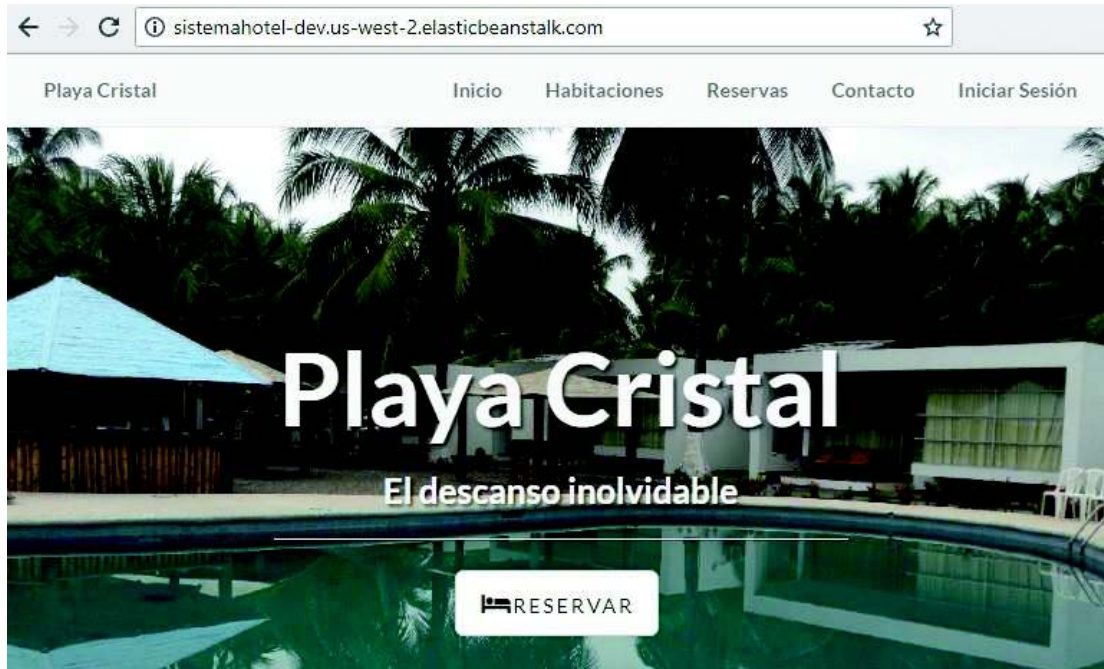 sistemahotel-dev.us-west-2.elasticbeanstalk.com
Playa Cristal Inicio Habitaciones Reservas Contacto Iniciar Sesión
Playa Cristal
El descanso inolvidable
RESERVAR